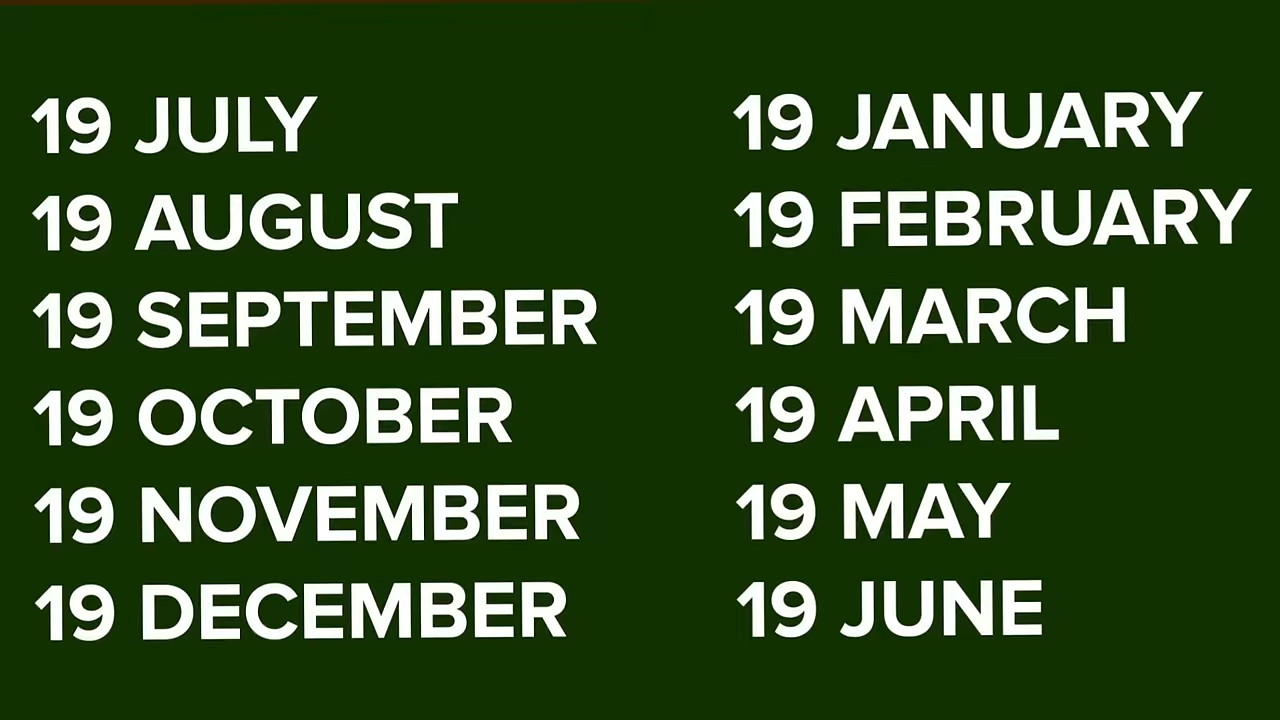 19 JULY
19 AUGUST
19 SEPTEMBER
19 OCTOBER
19 NOVEMBER
19 DECEMBER
19 JANUARY
19 FEBRUARY
19 MARCH
19 APRIL
19 MAY
19 JUNE